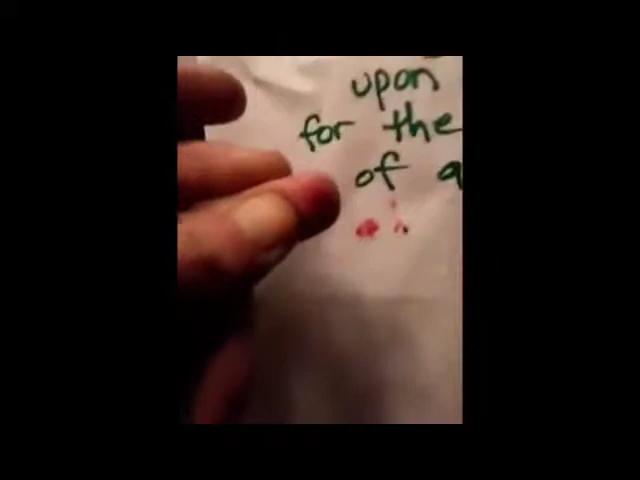 upon
for the
of a